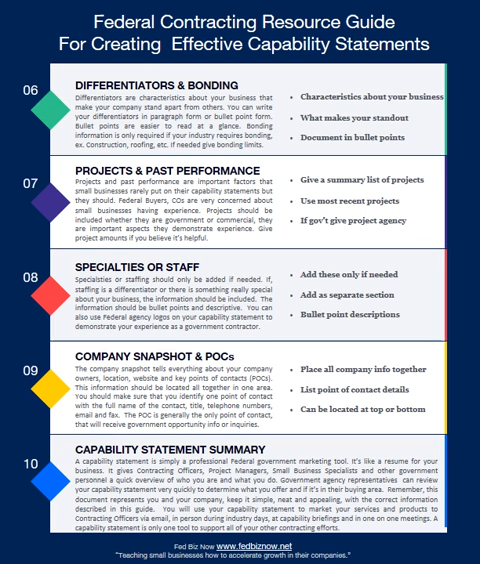 Federal Contracting Resource Guide
For Creating Effective Capability Statements
06
DIFFERENTIATORS & BONDING
Differentiators are characteristics about your business that
make your company stand apart from others. You can write
your differentiators in paragraph form or bullet point form.
Bullet points are easier to read at a glance. Bonding
information is only required if your industry requires bonding,
ex. Construction, roofing, etc. If needed give bonding limits.
• Characteristics about your business
• What makes your standout
• Document in bullet points
07
PROJECTS & PAST PERFORMANCE
Projects and past performance are important factors that
small businesses rarely put on their capability statements but
they should. Federal Buyers, COs are very concerned about
small businesses having experience. Projects should be
included whether they are government or commercial, they
are important aspects they demonstrate experience. Give
project amounts if you believe it's helpful.
• Give a summary list of projects
• Use most recent projects
• If gov't give project agency
08
SPECIALTIES OR STAFF
Specialties or staffing should only be added if needed. If,
staffing is a differentiator or there is something really special
about your business, the information should be included. The
information should be bullet points and descriptive. You can
also use Federal agency logos on your capability statement to
demonstrate your experience as a government contractor.
• Add these only if needed
• Add as separate section
• Bullet point descriptions
09
COMPANY SNAPSHOT & POCs
The company snapshot tells everything about your company
owners, location, website and key points of contacts (POCs).
This information should be located all together in one area.
You should make sure that you identify one point of contact
with the full name of the contact, title, telephone numbers,
email and fax. The POC is generally the only point of contact,
that will receive government opportunity info or inquiries.
• Place all company info together
• List point of contact details
• Can be located at top or bottom
10
CAPABILITY STATEMENT SUMMARY
A capability statement is simply a professional Federal government marketing tool. It's like a resume for your
business. It gives Contracting Officers, Project Managers, Small Business Specialists and other government
personnel a quick overview of who you are and what you do. Government agency representatives can review
your capability statement very quickly to determine what you offer and if it's in their buying area. Remember, this
document represents you and your company, keep it simple, neat and appealing, with the correct information
described in this guide. You will use your capability statement to market your services and products to
Contracting Officers via email, in person during industry days, at capability briefings and in one on one meetings. A
capability statement is only one tool to support all of your other contracting efforts.
Fed Biz Now www.fedbiznow.net
"Teaching small businesses how to accelerate growth in their companies."